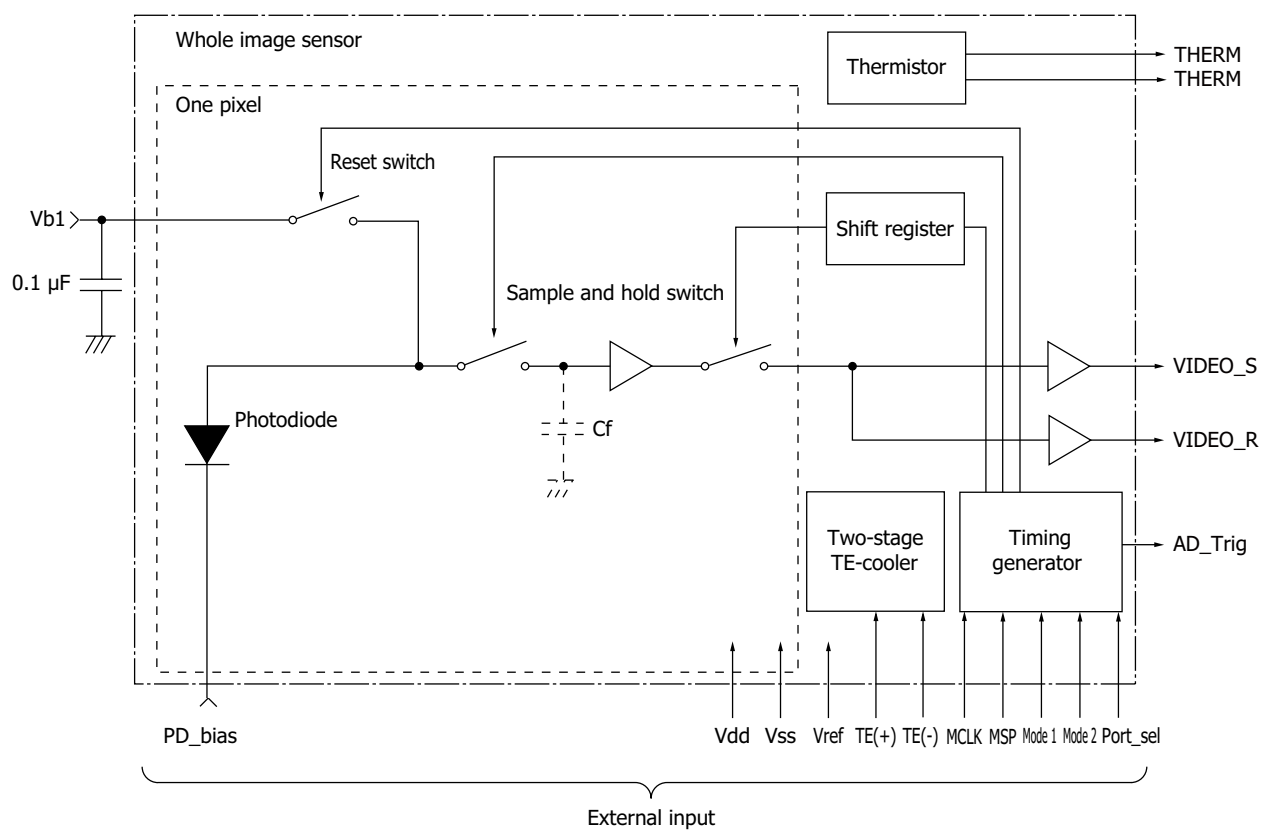 Whole image sensor
Thermistor
THERM
THERM
One pixel
Reset switch
Vb1
Shift register
0.1 µF
Sample and hold switch
VIDEO_S
Photodiode
Cf
VIDEO_R
Two-stage
TE-cooler
Timing
generator
AD_Trig
PD_bias
Vdd
Vss
Vref
TE(+)
TE(-)
MCLK
MSP
Mode 1
Mode 2
Port_sel
External input